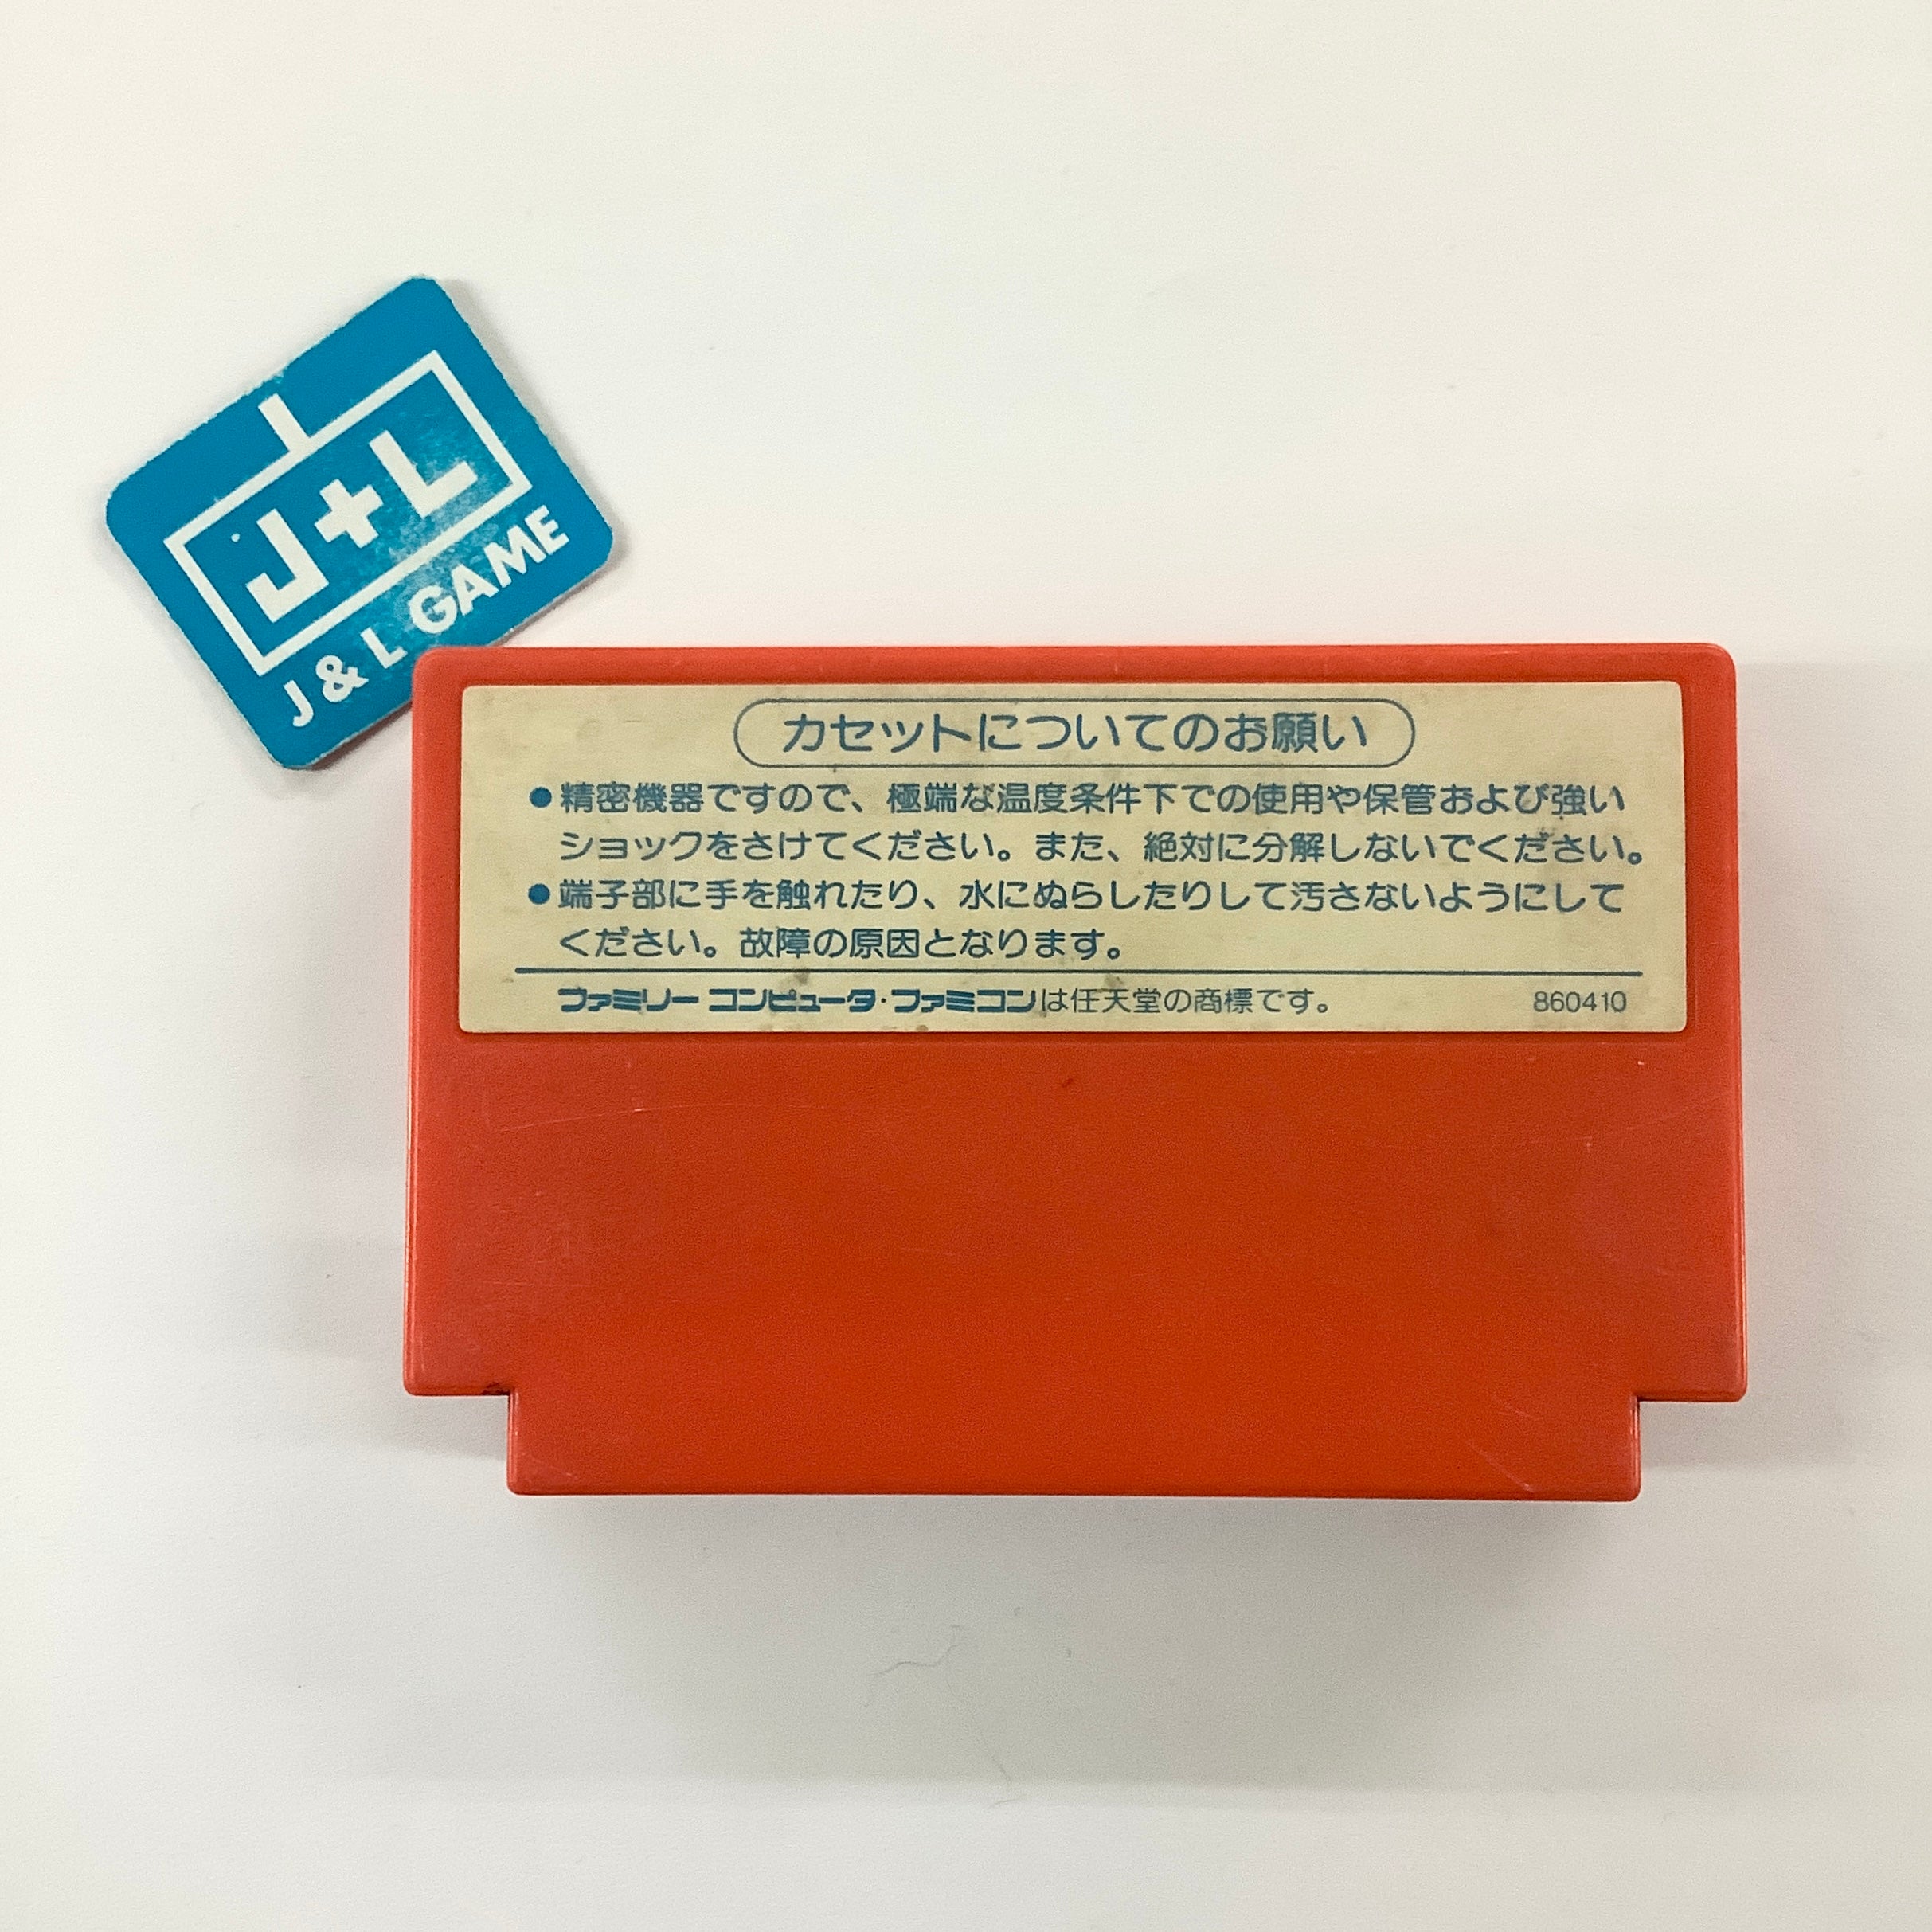 J+L
J & L GAME
カセットについてのお願い
●精密機器ですので、極端な温度条件下での使用や保管および強い
ショックをさけてください。また、絶対に分解しないでください。
●端子部に手を触れたり、水にぬらしたりして汚さないようにして
ください。故障の原因となります。
ファミリー コンピュータ・ファミコンは任天堂の商標です。 860410